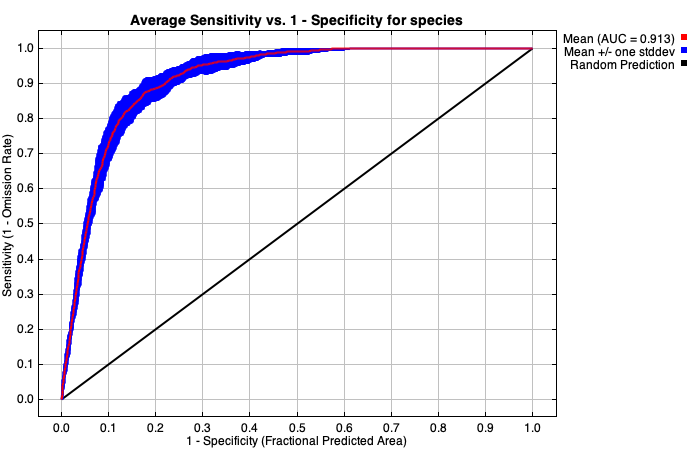 Average Sensitivity vs. 1 - Specificity for species
Mean (AUC = 0.913)
Mean +/- one stddev
Random Prediction
Sensitivity (1 - Omission Rate)
1.0
0.9
0.8
0.7
0.6
0.5
0.4
0.3
0.2
0.1
0.0
0.0 0.1 0.2 0.3 0.4 0.5 0.6 0.7 0.8 0.9 1.0
1 - Specificity (Fractional Predicted Area)